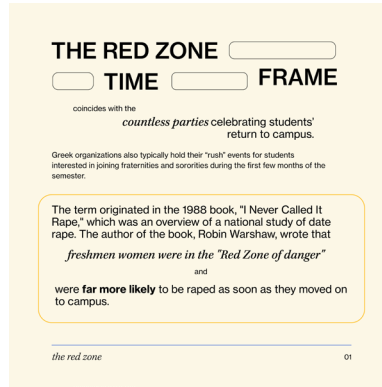 THE RED ZONE
TIME FRAME
coincides with the
countless parties celebrating students'
return to campus.
Greek organizations also typically hold their "rush" events for students
interested in joining fraternities and sororities during the first few months of the
semester.
The term originated in the 1988 book, "I Never Called It
Rape," which was an overview of a national study of date
rape. The author of the book, Robin Warshaw, wrote that
freshmen women were in the "Red Zone of danger"
and
were far more likely to be raped as soon as they moved on
to campus.
the red zone 01